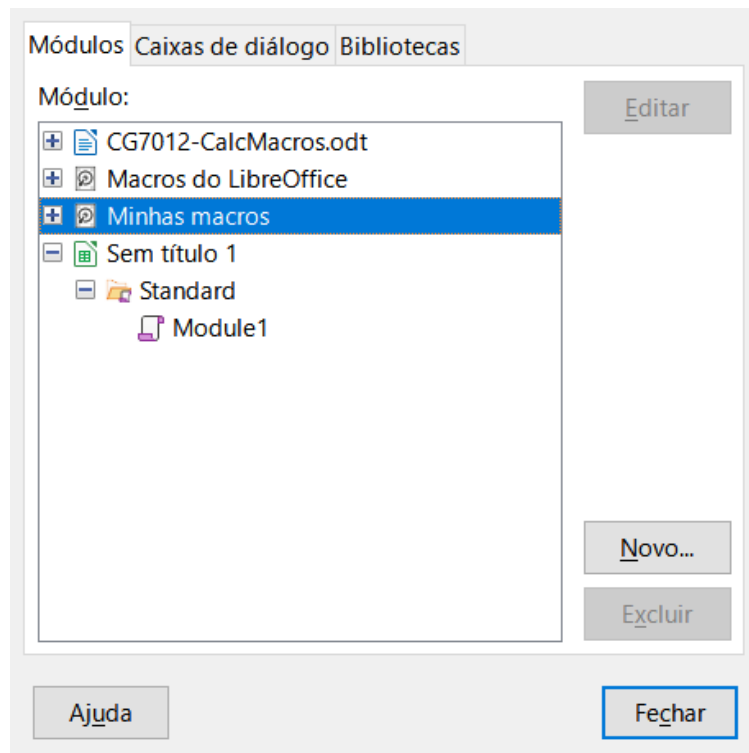 Módulos Caixas de diálogo Bibliotecas
Módulo:
Editar
CG7012-CalcMacros.odt
Macros do LibreOffice
Minhas macros
Sem título 1
Standard
Module1
Novo...
Excluir
Ajuda
Fechar